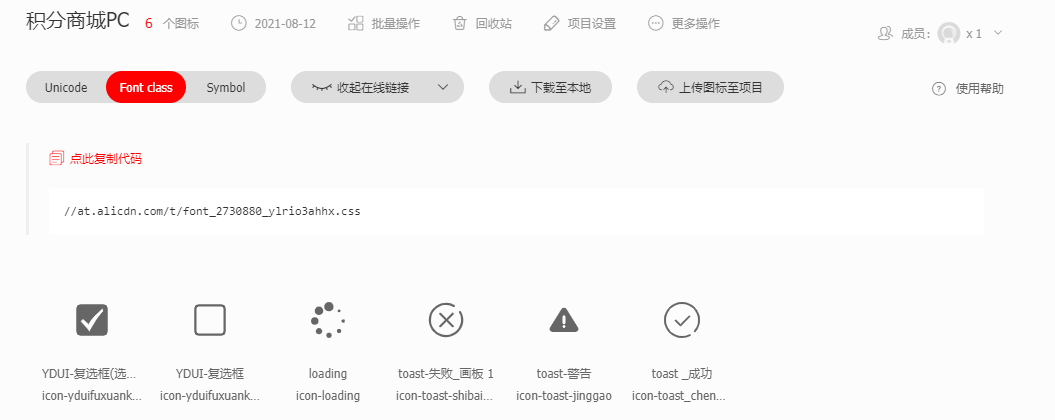 积分商城PC 6 个图标 2021-08-12 批量操作 回收站 项目设置 更多操作 成员: x 1
Unicode Font class Symbol 收起在线链接 下载至本地 上传图标至项目 使用帮助
点此复制代码
//at.alicdn.com/t/font_2730880_ylrio3ahhx.css
YDUI-复选框(选... YDUI-复选框 loading toast-失败_画板 1 toast-警告 toast _成功
icon-yduifuxuank... icon-yduifuxuank... icon-loading icon-toast-shibai... icon-toast-jinggao icon-toast_chen...